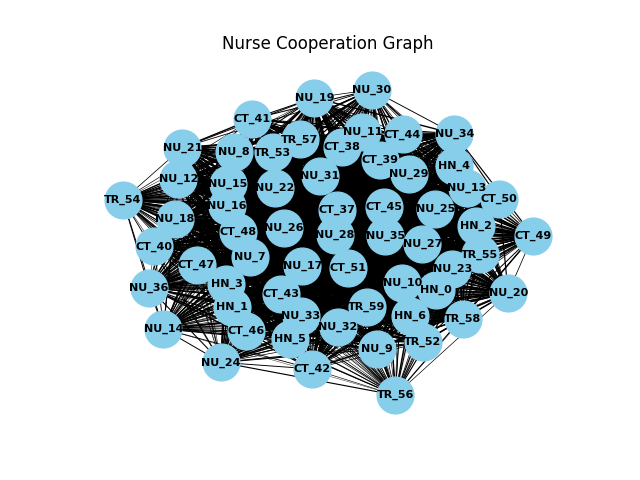 Nurse Cooperation Graph
NU_30
NU_19
CT_41
NU_11
NU_34
CT_44
TR_57
CT_38
NU_21
NU_8
TR_53
CT_39
HN_4
NU_29
NU_31
NU_12
NU_15
NU_22
NU_13
CT_50
TR_54
NU_16
CT_45
CT_37
NU_25
NU_18
HN_2
NU_26
CT_48
NU_28
NU_35
CT_49
NU_27
CT_40
TR_55
NU_7
CT_47
NU_17
CT_51
NU_23
HN_3
NU_10
NU_36
HN_0
NU_20
CT_43
HN_1
TR_59
NU_33
HN_6
TR_58
NU_14
NU_32
CT_46
HN_5
TR_52
NU_9
NU_24
CT_42
TR_56